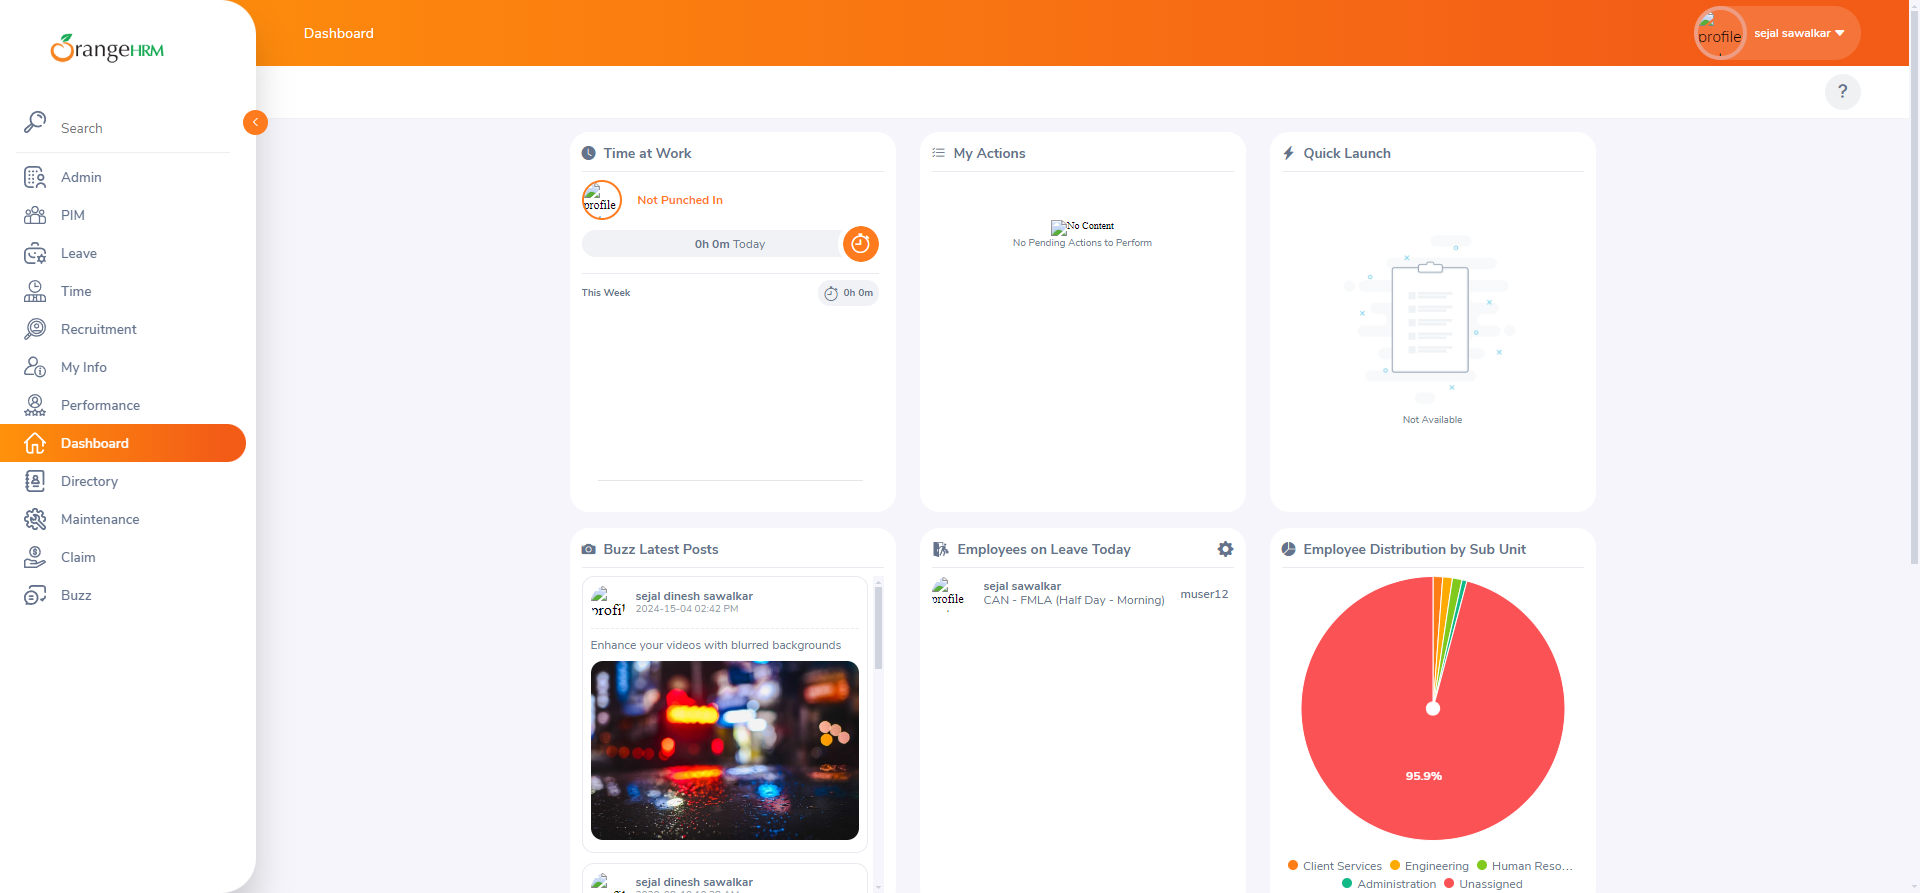 OrangeHRM
Dashboard
profile
sejal sawalkar
?
Search
Admin
PIM
Leave
Time
Recruitment
My Info
Performance
Dashboard
Directory
Maintenance
Claim
Buzz
Time at Work
profile
Not Punched In
0h 0m Today
This Week
0h 0m
My Actions
No Content
No Pending Actions to Perform
Quick Launch
Not Available
Buzz Latest Posts
sejal dinesh sawalkar
2024-15-04 02:42 PM
Enhance your videos with blurred backgrounds
sejal dinesh sawalkar
Employees on Leave Today
profile
sejal sawalkar
CAN - FMLA (Half Day - Morning)
muser12
Employee Distribution by Sub Unit
95.9%
Client Services Engineering Human Reso...
Administration Unassigned